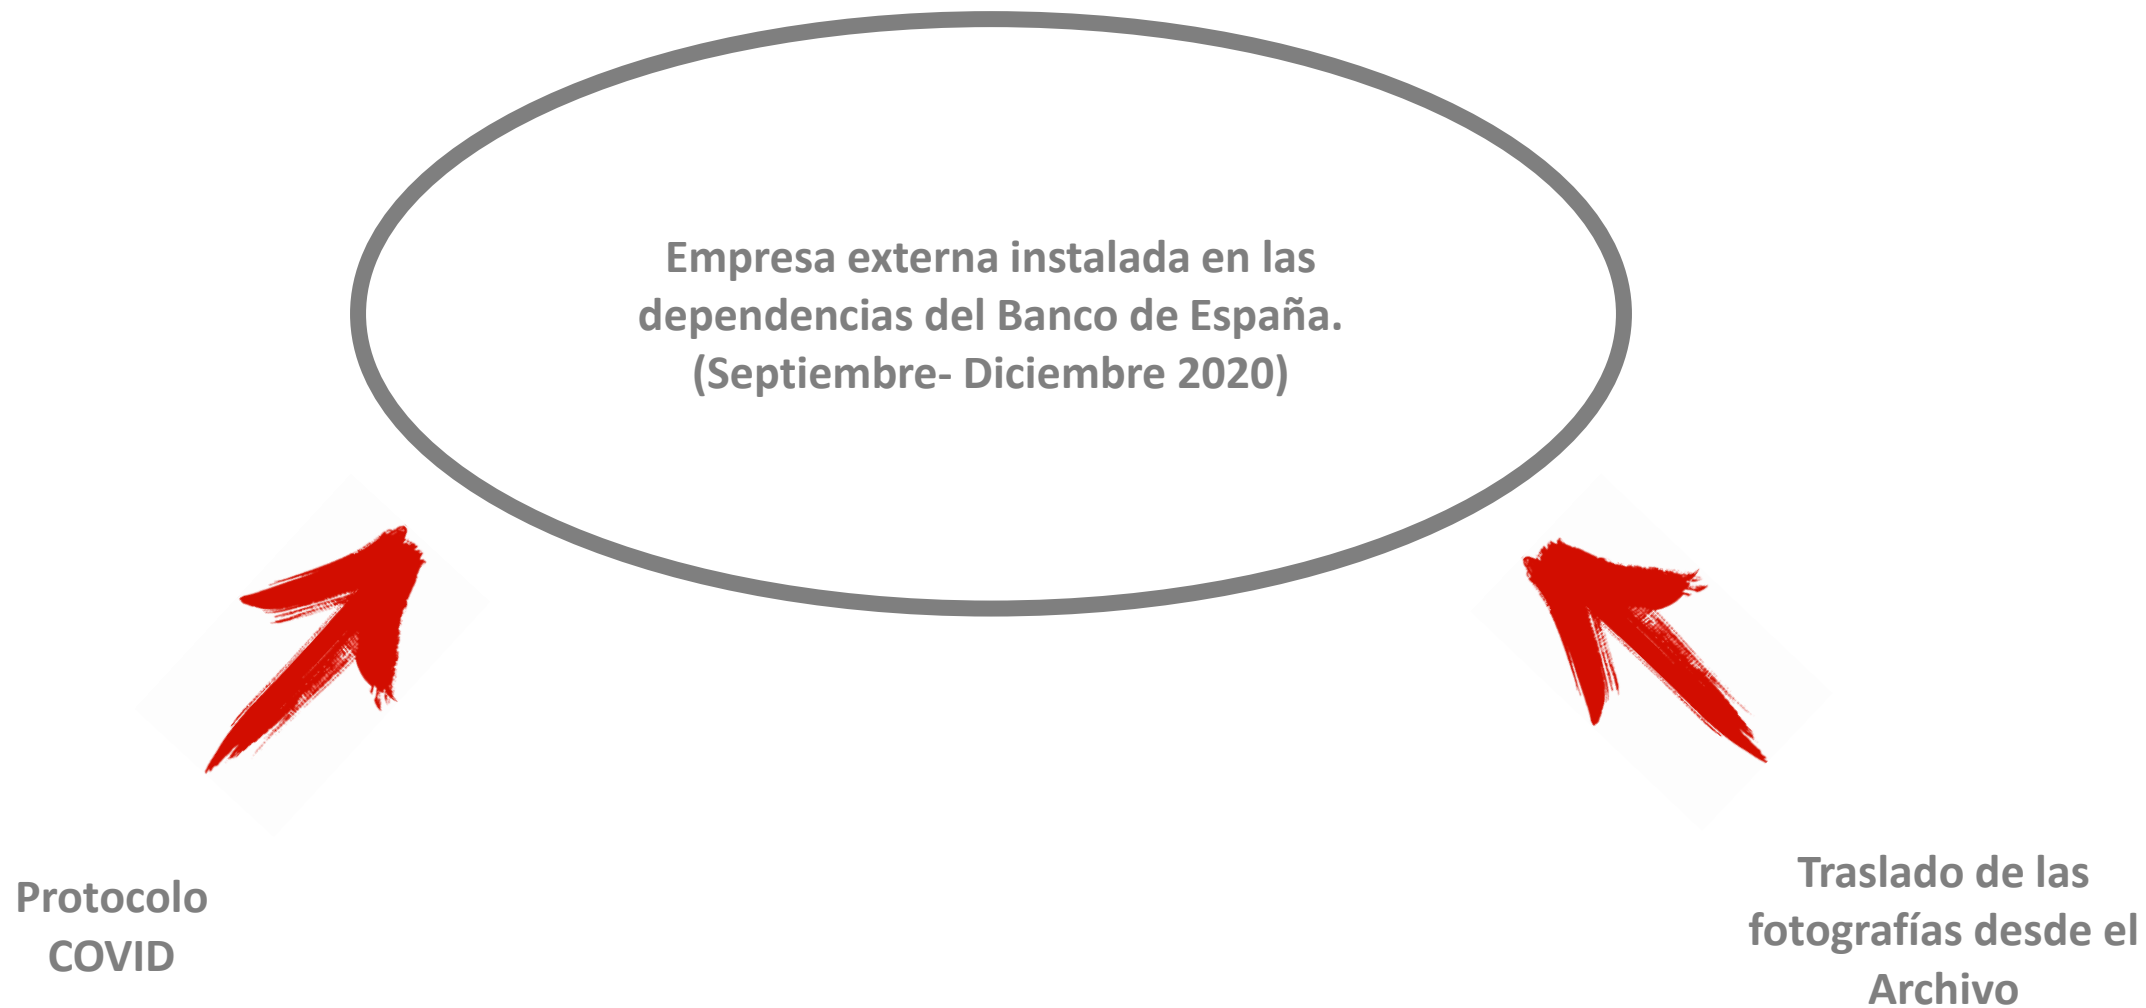 Empresa externa instalada en las
dependencias del Banco de España.
(Septiembre- Diciembre 2020)
Protocolo
COVID
Traslado de las
fotografías desde el
Archivo